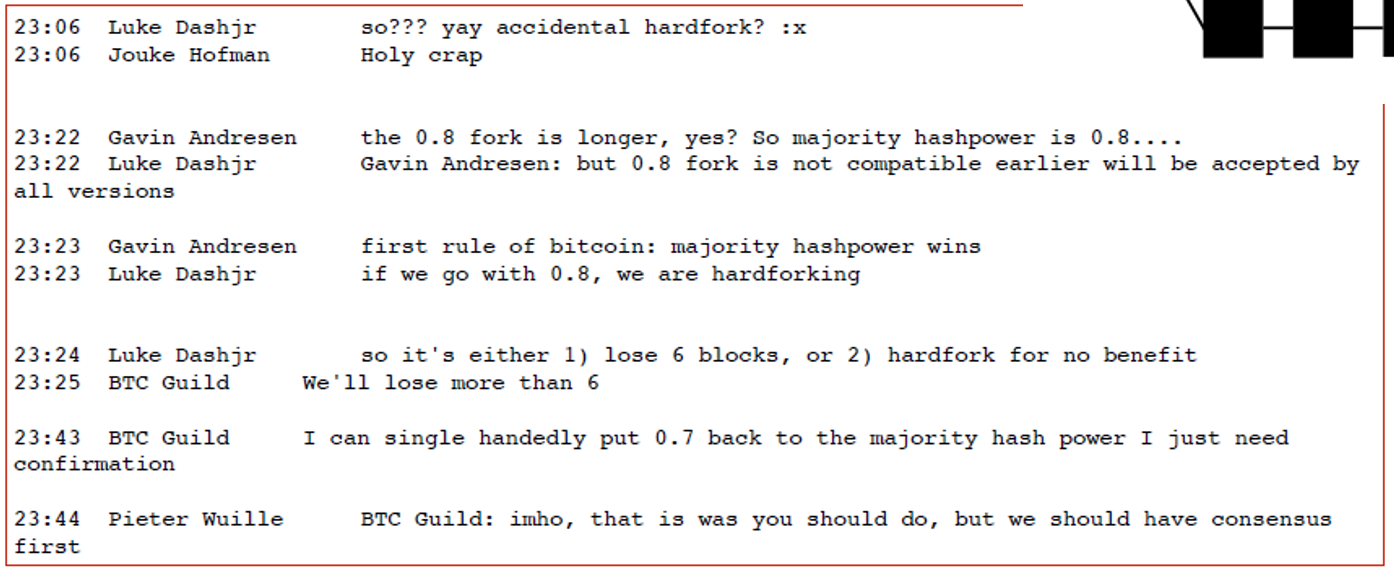 23:06 Luke Dashjr so??? yay accidental hardfork? :x
23:06 Jouke Hofman Holy crap
23:22 Gavin Andresen the 0.8 fork is longer, yes? So majority hashpower is 0.8....
23:22 Luke Dashjr Gavin Andresen: but 0.8 fork is not compatible earlier will be accepted by
all versions
23:23 Gavin Andresen first rule of bitcoin: majority hashpower wins
23:23 Luke Dashjr if we go with 0.8, we are hardforking
23:24 Luke Dashjr so it's either 1) lose 6 blocks, or 2) hardfork for no benefit
23:25 BTC Guild We'll lose more than 6
23:43 BTC Guild I can single handedly put 0.7 back to the majority hash power I just need
confirmation
23:44 Pieter Wuille BTC Guild: imho, that is was you should do, but we should have consensus
first